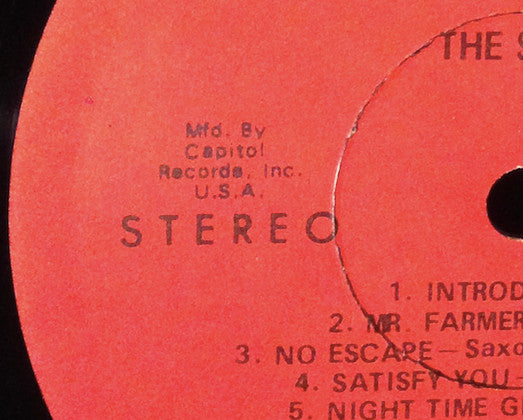 THE S
Mfd. By
Capitol
Records, Inc.
U.S.A.
STEREO
1. INTROD
2. MR. FARMER
3. NO ESCAPE - Saxo
4. SATISFY YOU -
5. NIGHT TIME G